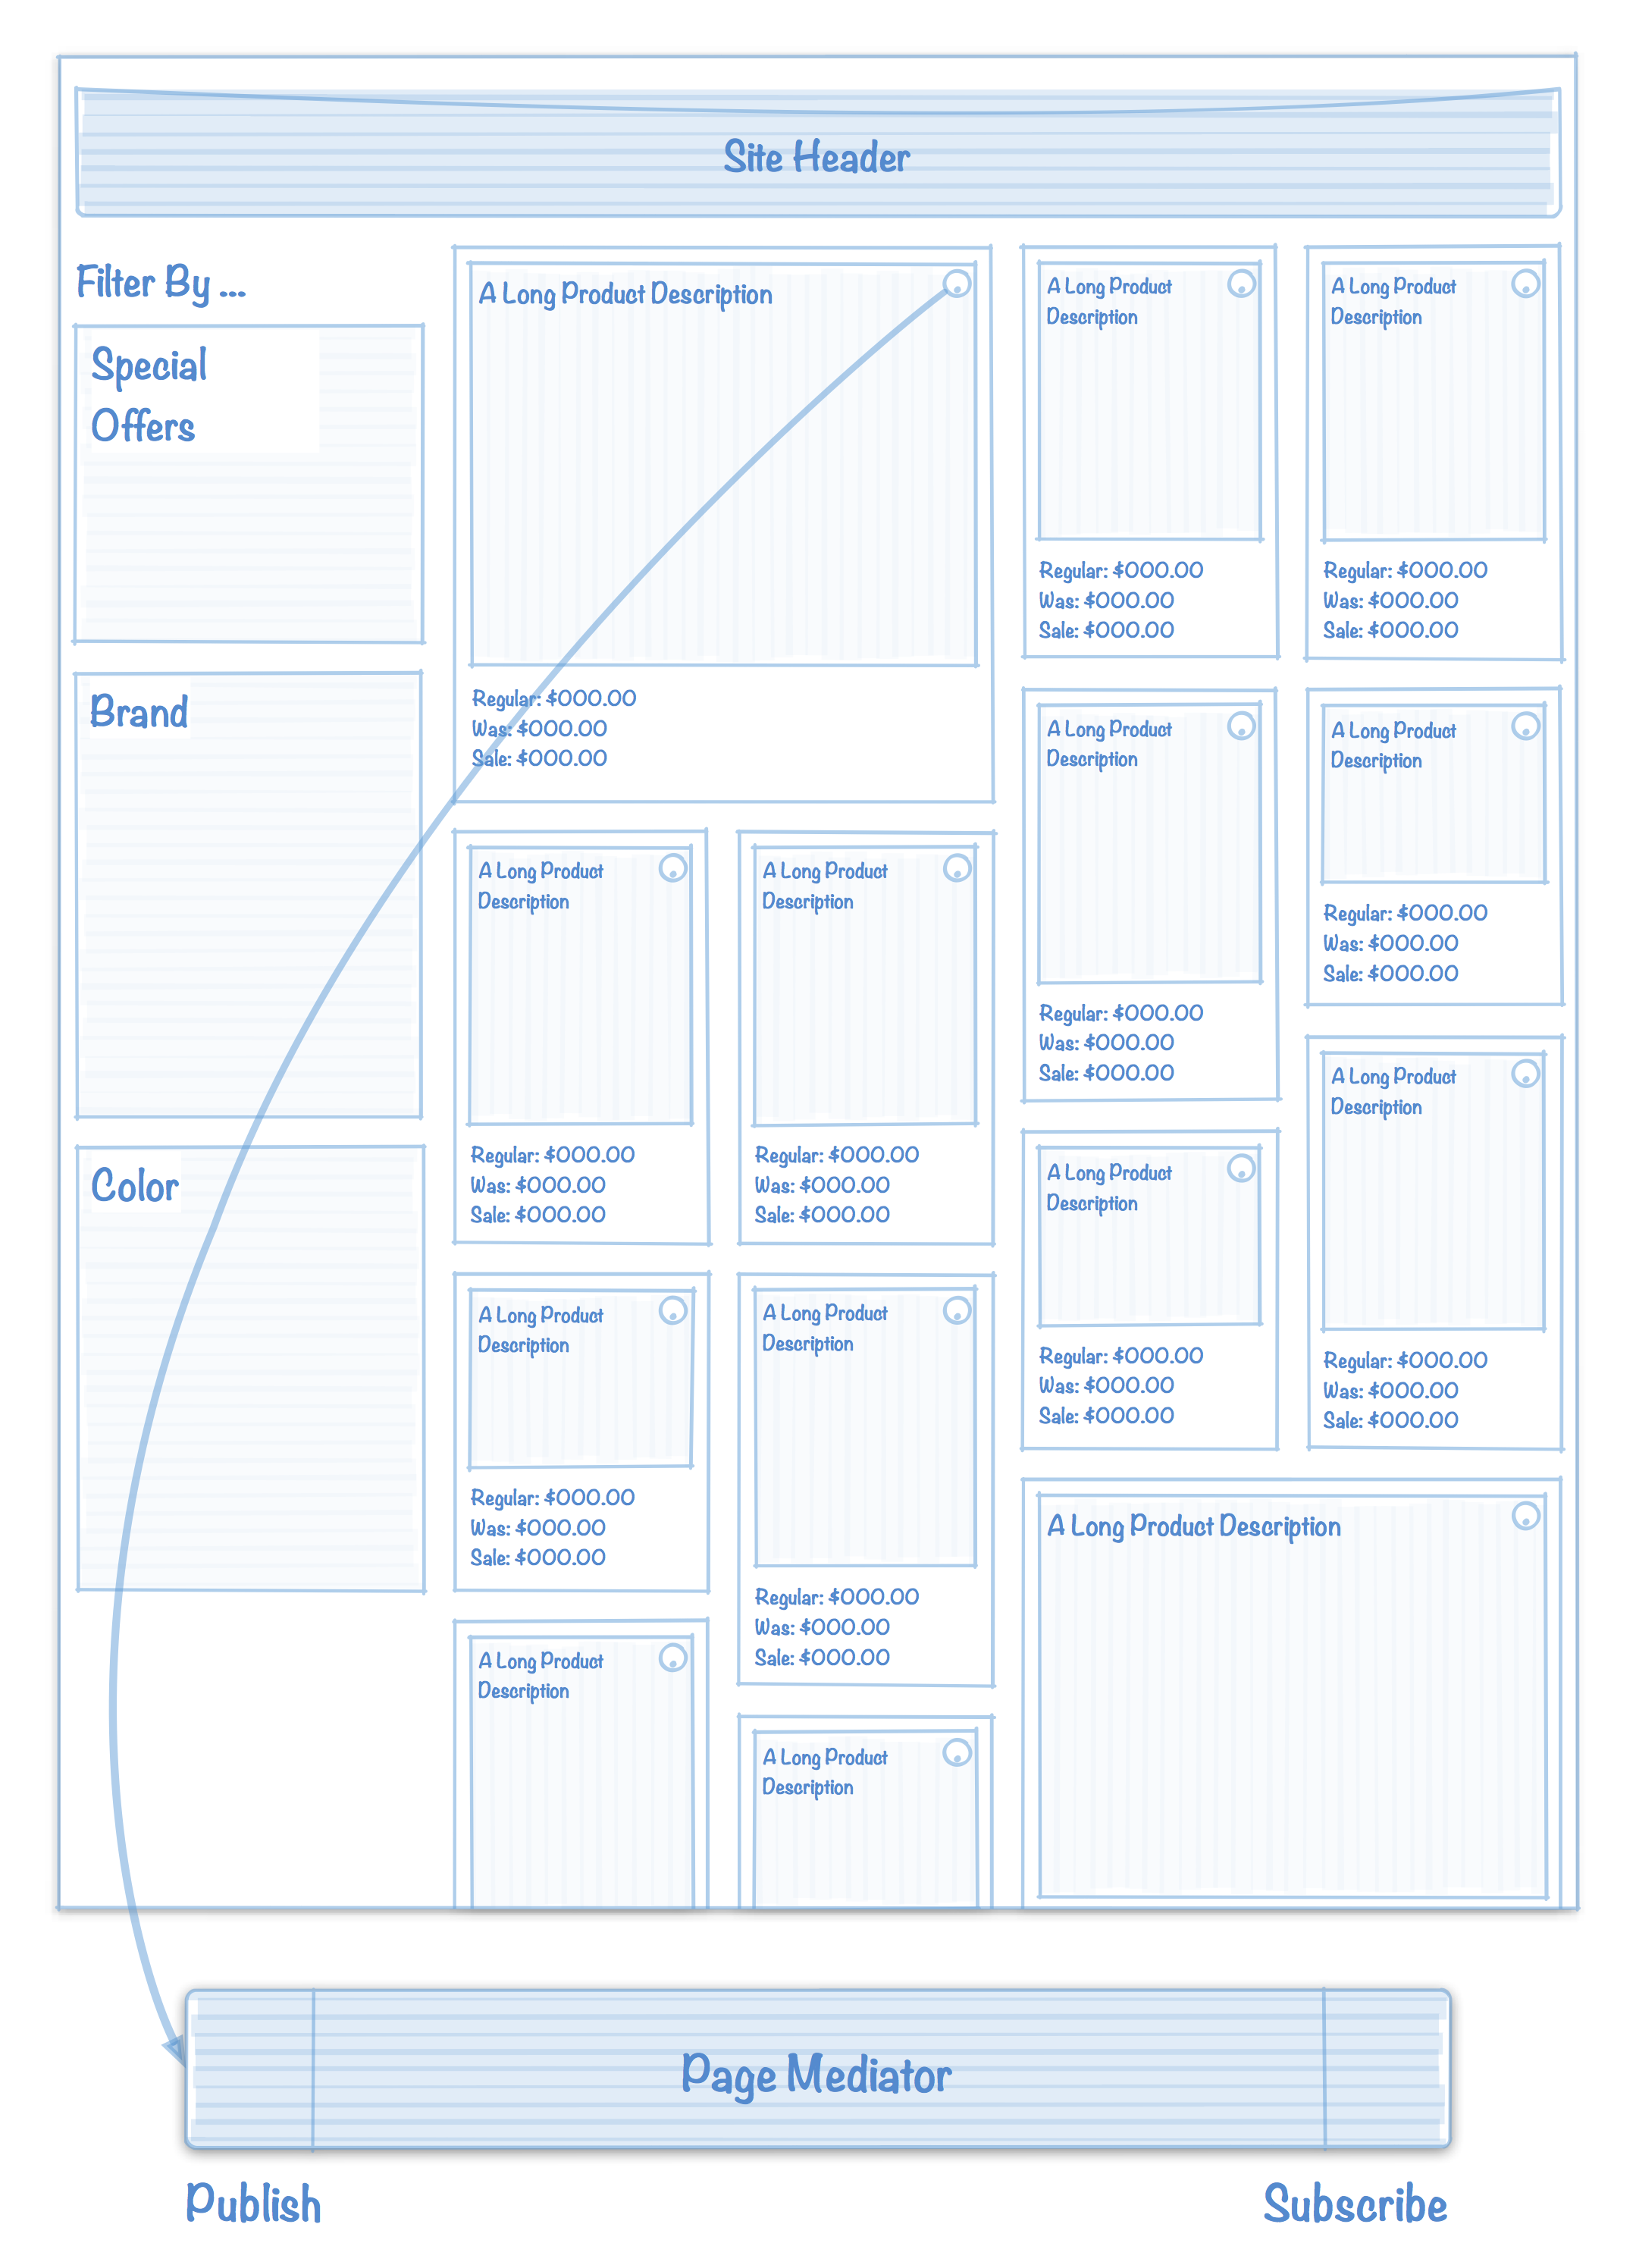 Site Header
Filter By ...
Special
Offers
Brand
Color
A Long Product Description
Regular: $000.00
Was: $000.00
Sale: $000.00
A Long Product
Description
Regular: $000.00
Was: $000.00
Sale: $000.00
A Long Product
Description
Regular: $000.00
Was: $000.00
Sale: $000.00
A Long Product
Description
Regular: $000.00
Was: $000.00
Sale: $000.00
A Long Product
Description
Regular: $000.00
Was: $000.00
Sale: $000.00
A Long Product
Description
Regular: $000.00
Was: $000.00
Sale: $000.00
A Long Product
Description
Regular: $000.00
Was: $000.00
Sale: $000.00
A Long Product
Description
Regular: $000.00
Was: $000.00
Sale: $000.00
A Long Product
Description
Regular: $000.00
Was: $000.00
Sale: $000.00
A Long Product
Description
Regular: $000.00
Was: $000.00
Sale: $000.00
A Long Product
Description
Regular: $000.00
Was: $000.00
Sale: $000.00
A Long Product
Description
A Long Product
Description
A Long Product Description
Page Mediator
Publish
Subscribe